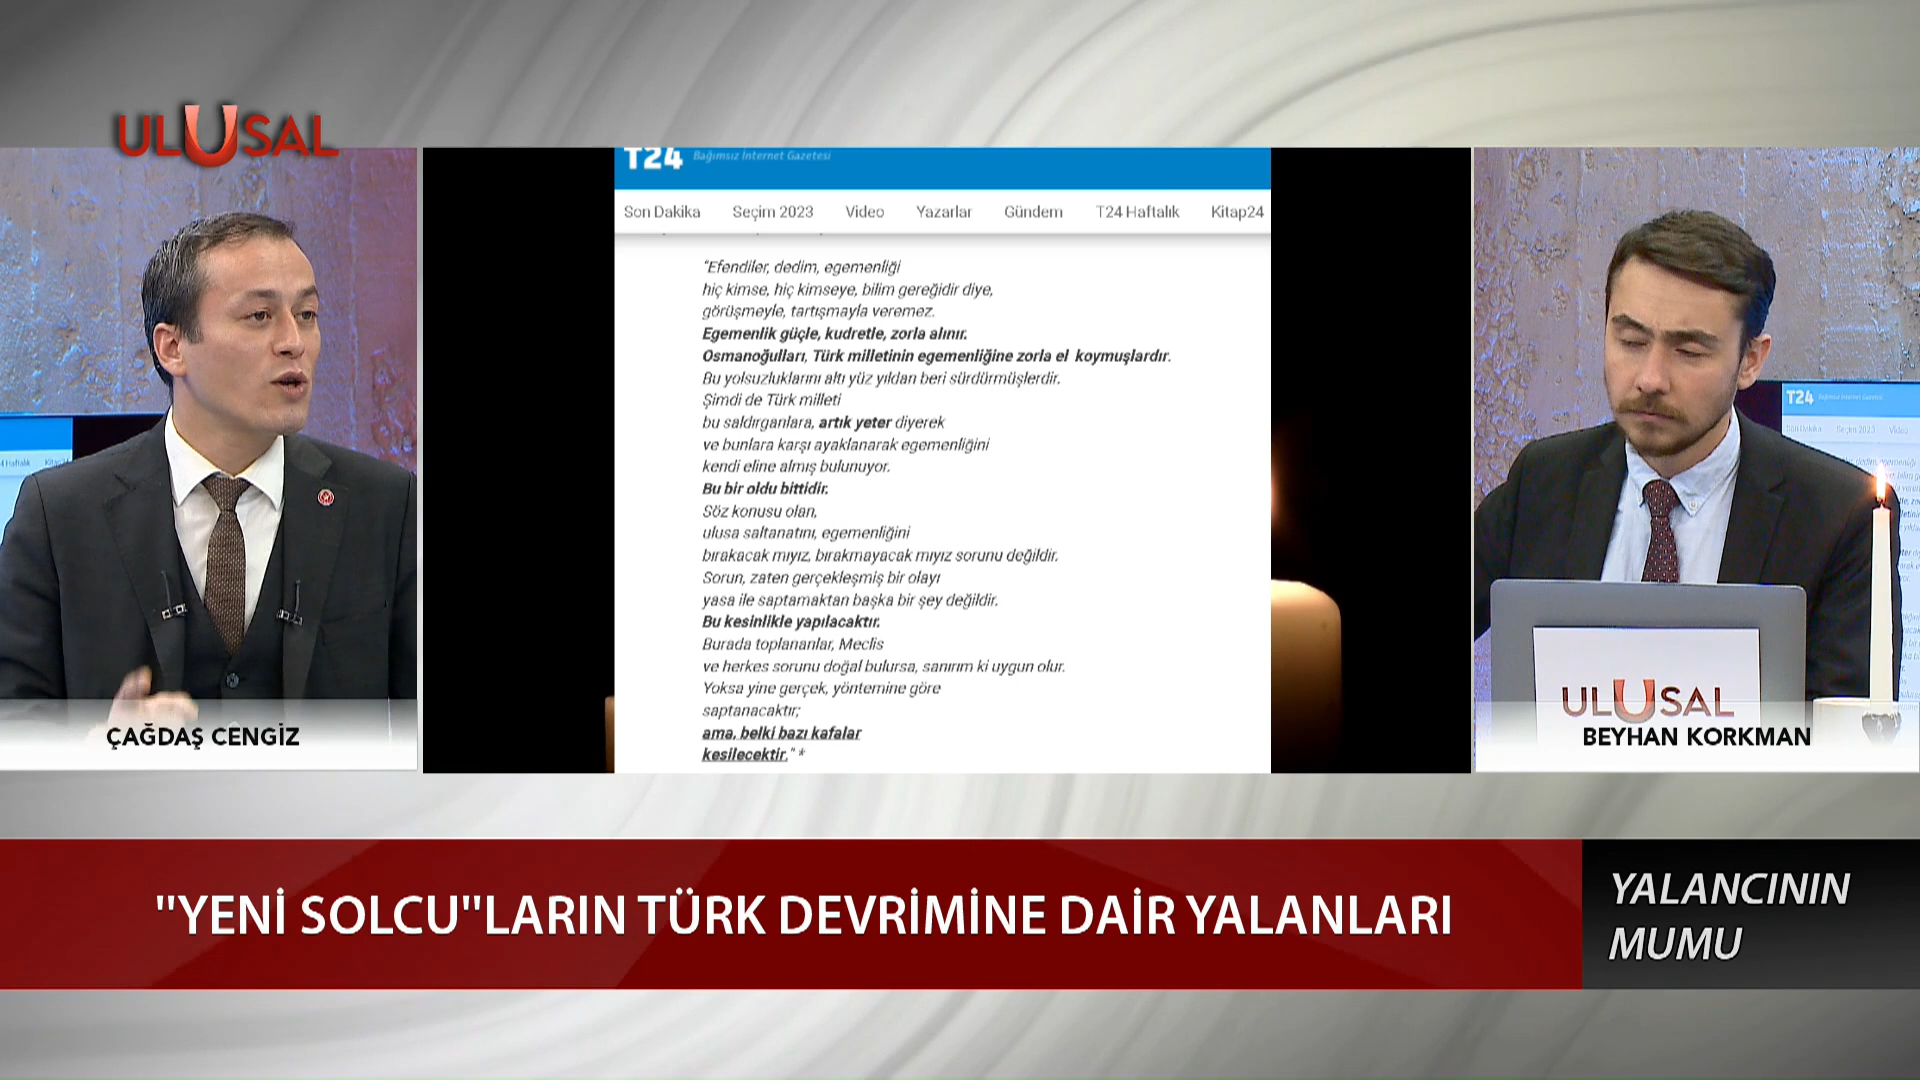 ULUSAL
T24 Bağımsız İnternet Gazetesi
Son Dakika Seçim 2023 Video Yazarlar Gündem T24 Haftalık Kitap24
"Efendiler, dedim, egemenliği
hiç kimse, hiç kimseye, bilim gereğidir diye,
görüşmeyle, tartışmayla veremez.
Egemenlik güçle, kudretle, zorla alınır.
Osmanoğulları, Türk milletinin egemenliğine zorla el koymuşlardır.
Bu yolsuzluklarını altı yüz yıldan beri sürdürmüşlerdir.
Şimdi de Türk milleti
bu saldırganlara, artık yeter diyerek
ve bunlara karşı ayaklanarak egemenliğini
kendi eline almış bulunuyor.
Bu bir oldu bittidir.
Söz konusu olan,
ulusa saltanatını, egemenliğini
bırakacak mıyız, bırakmayacak mıyız sorunu değildir.
Sorun, zaten gerçekleşmiş bir olayı
yasa ile saptamaktan başka bir şey değildir.
Bu kesinlikle yapılacaktır.
Burada toplananlar, Meclis
ve herkes sorunu doğal bulursa, sanırım ki uygun olur.
Yoksa yine gerçek, yöntemine göre
saptanacaktır;
ama, belki bazı kafalar
kesilecektir." *
T24
Son Dakika Seçim 2023 Video
ULUSAL
ÇAĞDAŞ CENGİZ
BEYHAN KORKMAN
"YENİ SOLCU"LARIN TÜRK DEVRİMİNE DAİR YALANLARI
YALANCININ
MUMU